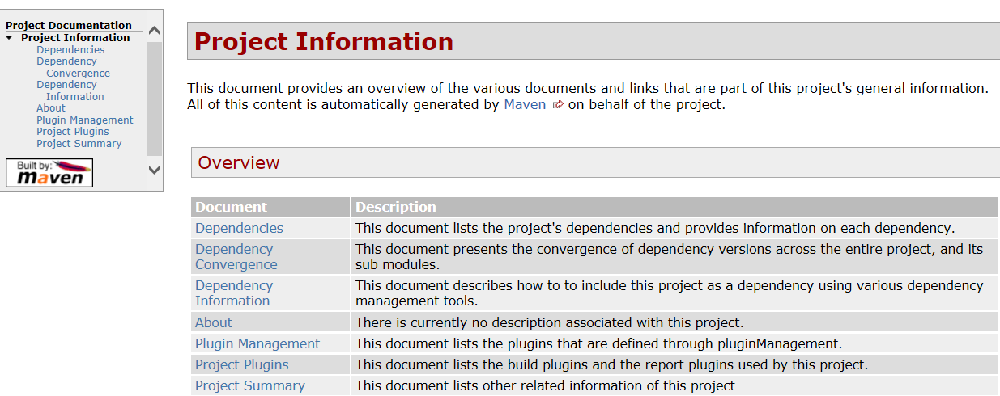 Project Documentation
Project Information
Dependencies
Dependency
Convergence
Dependency
Information
About
Plugin Management
Project Plugins
Project Summary
Built by:
maven
Project Information
This document provides an overview of the various documents and links that are part of this project's general information.
All of this content is automatically generated by Maven on behalf of the project.
Overview
Document Description
Dependencies This document lists the project's dependencies and provides information on each dependency.
Dependency This document presents the convergence of dependency versions across the entire project, and its
Convergence sub modules.
Dependency This document describes how to to include this project as a dependency using various dependency
Information management tools.
About There is currently no description associated with this project.
Plugin Management This document lists the plugins that are defined through pluginManagement.
Project Plugins This document lists the build plugins and the report plugins used by this project.
Project Summary This document lists other related information of this project